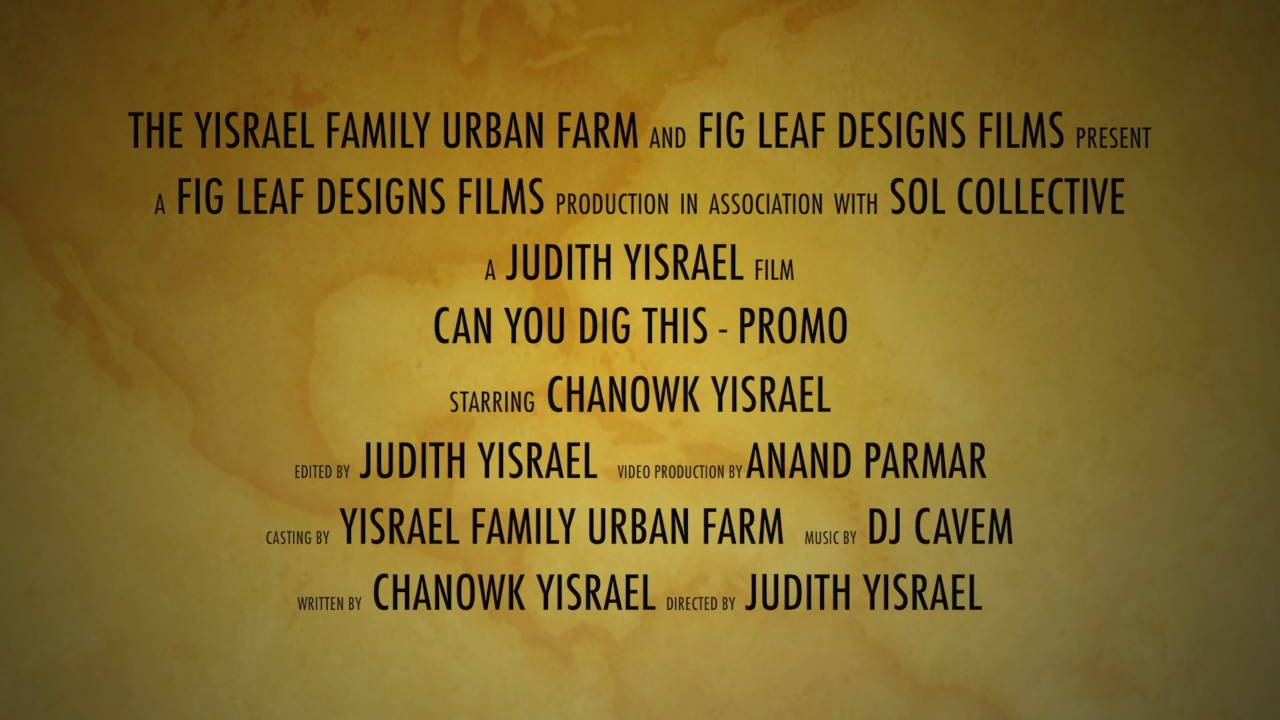 THE YISRAEL FAMILY URBAN FARM AND FIG LEAF DESIGNS FILMS PRESENT
A FIG LEAF DESIGNS FILMS PRODUCTION IN ASSOCIATION WITH SOL COLLECTIVE
A JUDITH YISRAEL FILM
CAN YOU DIG THIS - PROMO
STARRING CHANOWK YISRAEL
EDITED BY JUDITH YISRAEL VIDEO PRODUCTION BY ANAND PARMAR
CASTING BY YISRAEL FAMILY URBAN FARM MUSIC BY DJ CAVEM
WRITTEN BY CHANOWK YISRAEL DIRECTED BY JUDITH YISRAEL